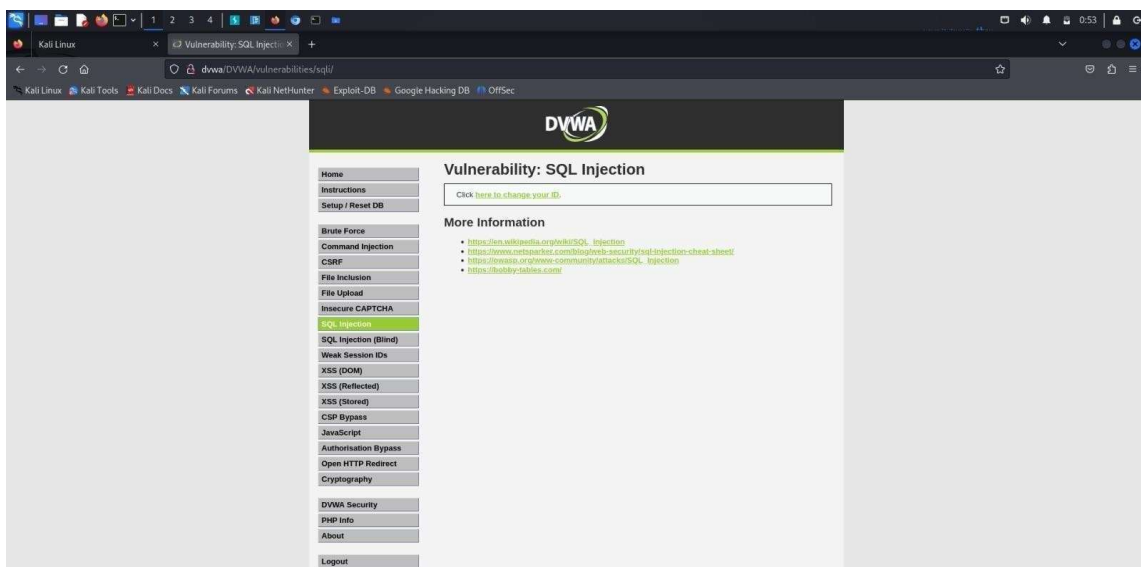 1 2 3 4
0:53
Kali Linux
Vulnerability: SQL Injectio
dvwa/DVWA/vulnerabilities/sqli/
Kali Linux Kali Tools Kali Docs Kali Forums Kali NetHunter Exploit-DB Google Hacking DB OffSec
DVWA
Home
Instructions
Setup / Reset DB
Brute Force
Command Injection
CSRF
File Inclusion
File Upload
Insecure CAPTCHA
SQL Injection
SQL Injection (Blind)
Weak Session IDs
XSS (DOM)
XSS (Reflected)
XSS (Stored)
CSP Bypass
JavaScript
Authorisation Bypass
Open HTTP Redirect
Cryptography
DVWA Security
PHP Info
About
Logout
Vulnerability: SQL Injection
Click here to change your ID.
More Information
https://en.wikipedia.org/wiki/SQL_injection
https://www.netsparker.com/blog/web-security/sql-injection-cheat-sheet/
https://owasp.org/www-community/attacks/SQL_Injection
https://bobby-tables.com/